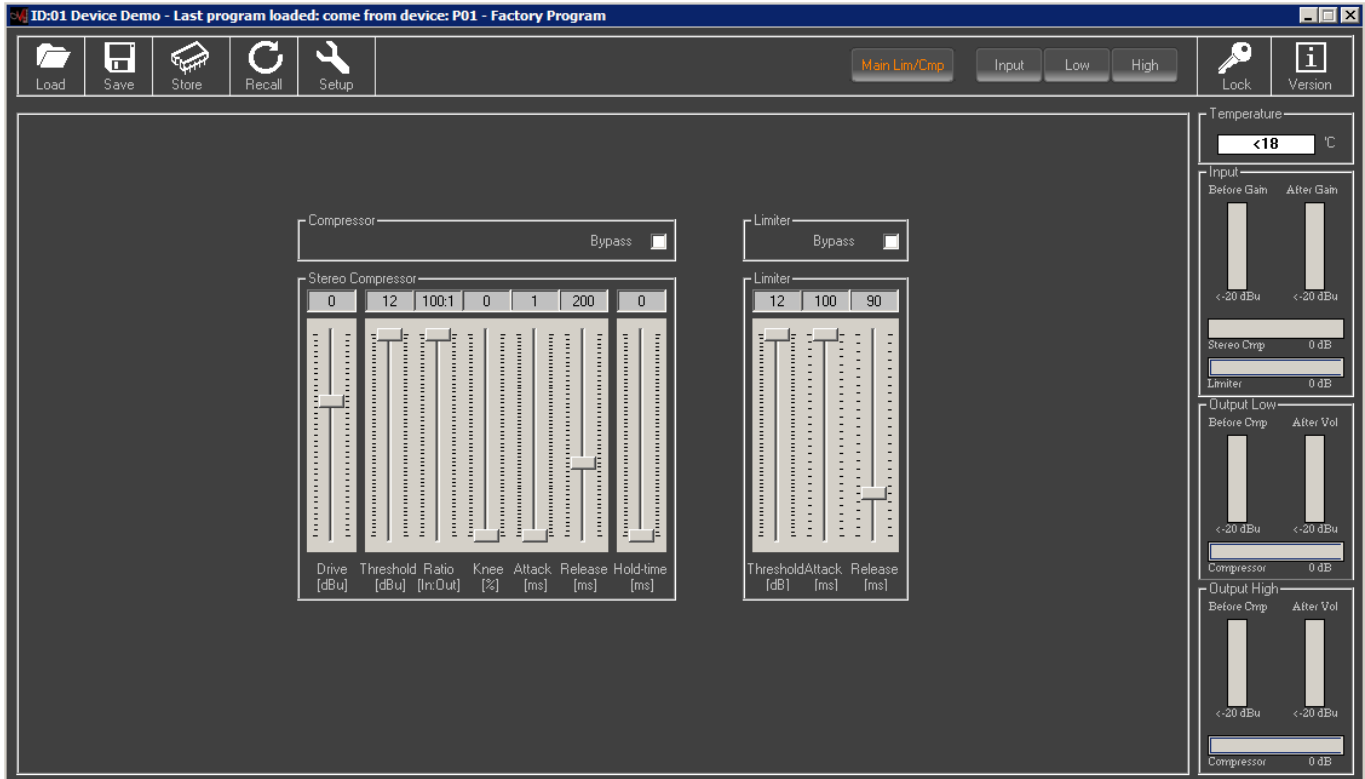 ID:01 Device Demo - Last program loaded: come from device: P01 - Factory Program
Load Save Store Recall Setup Main Lim/Cmp Input Low High Lock Version
Compressor
Bypass
Stereo Compressor
0 12 100:1 0 1 200 0
Drive Threshold Ratio Knee Attack Release Hold-time
[dBu] [dBu] [In:Out] [%] [ms] [ms] [ms]
Limiter
Bypass
Limiter
12 100 90
Threshold Attack Release
[dB] [ms] [ms]
Temperature
<18 °C
Input
Before Gain After Gain
<-20 dBu <-20 dBu
Stereo Cmp 0 dB
Limiter 0 dB
Output Low
Before Cmp After Vol
<-20 dBu <-20 dBu
Compressor 0 dB
Output High
Before Cmp After Vol
<-20 dBu <-20 dBu
Compressor 0 dB